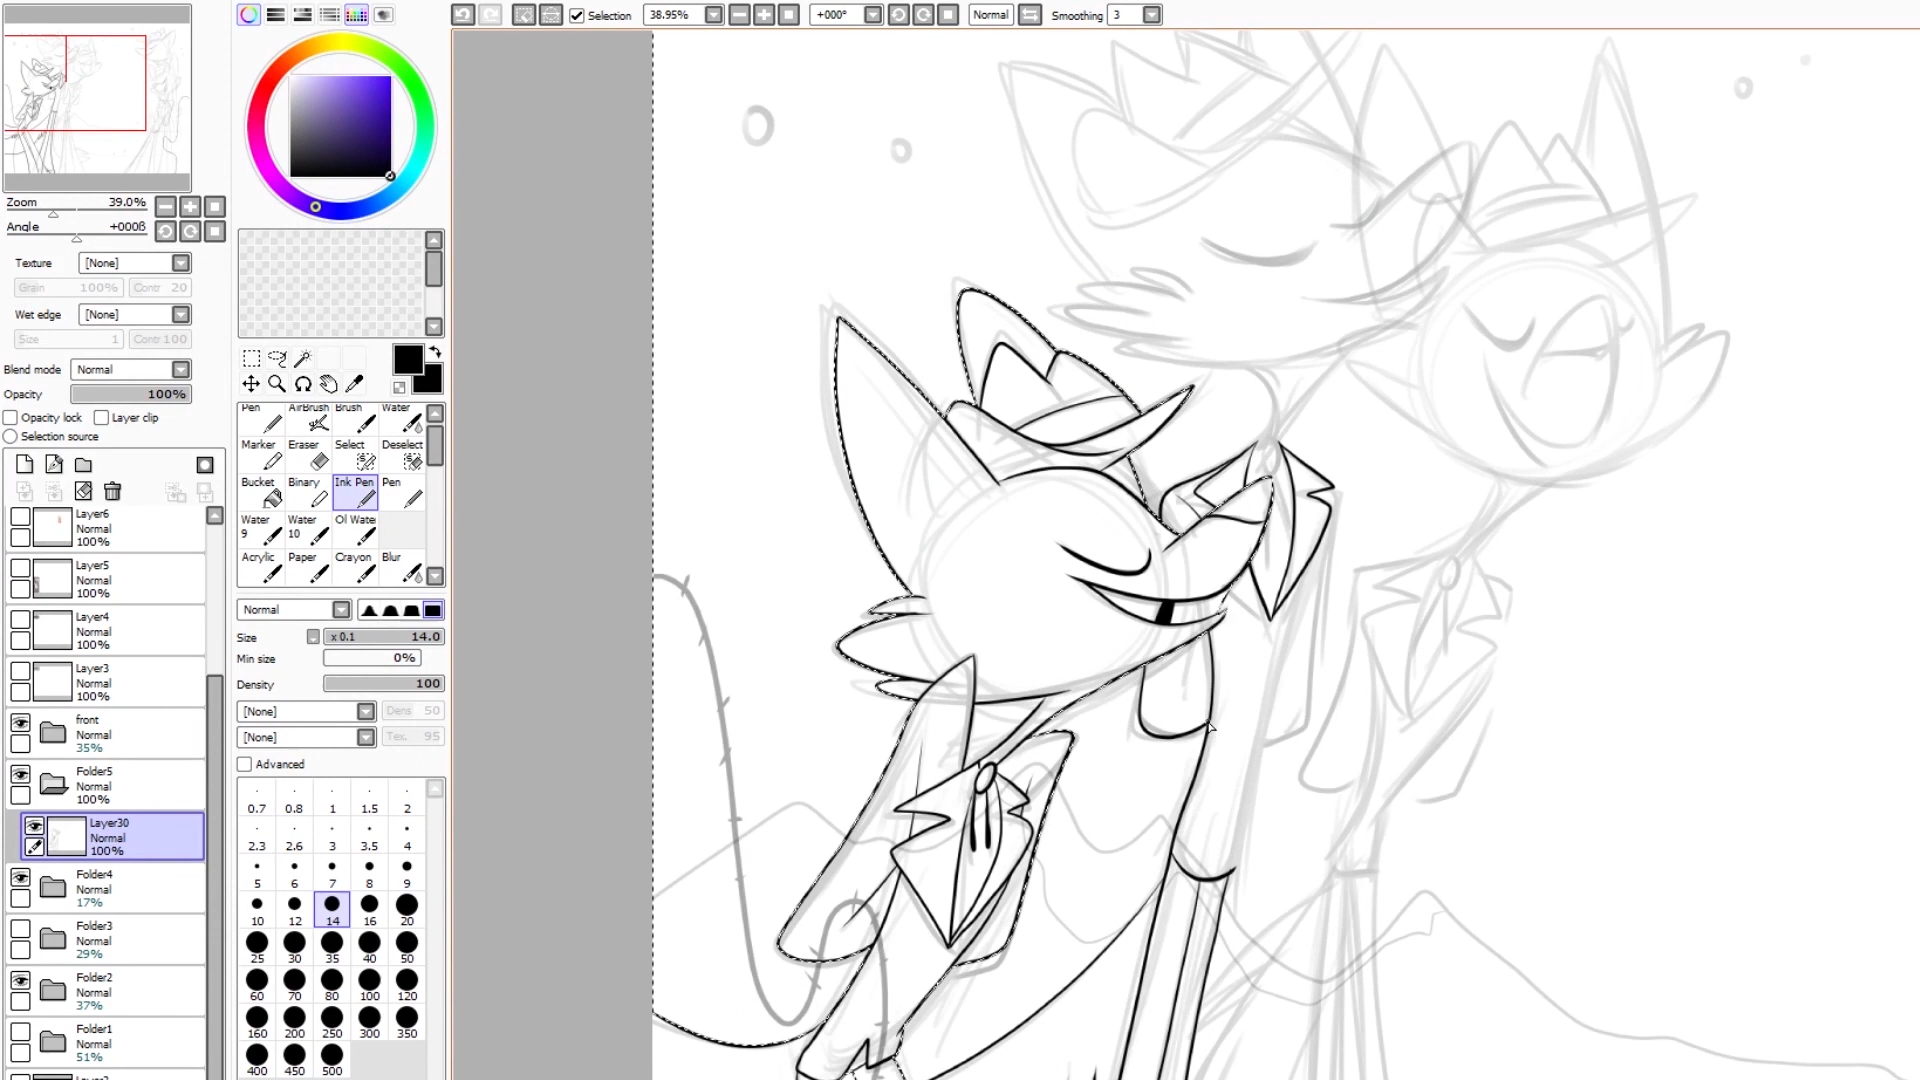 Selection
38.95%
+000°
Normal
Smoothing 3
Zoom 39.0%
Angle +000ß
Texture [None]
Grain 100% Contr 20
Wet edge [None]
Size 1 Contr 100
Blend mode Normal
Opacity 100%
Opacity lock Layer clip
Selection source
Layer6
Normal
100%
Layer5
Normal
100%
Layer4
Normal
100%
Layer3
Normal
100%
front
Normal
35%
Folder5
Normal
100%
Layer30
Normal
100%
Folder4
Normal
17%
Folder3
Normal
29%
Folder2
Normal
37%
Folder1
Normal
51%
Pen AirBrush Brush Water
Marker Eraser Select Deselect
Bucket Binary Ink Pen Pen
Water 9 Water 10 Ol Wate
Acrylic Paper Crayon Blur
Normal
Size x 0.1 14.0
Min size 0%
Density 100
[None] Dens 50
[None] Tex. 95
Advanced
0.7 0.8 1 1.5 2
2.3 2.6 3 3.5 4
5 6 7 8 9
10 12 14 16 20
25 30 35 40 50
60 70 80 100 120
160 200 250 300 350
400 450 500